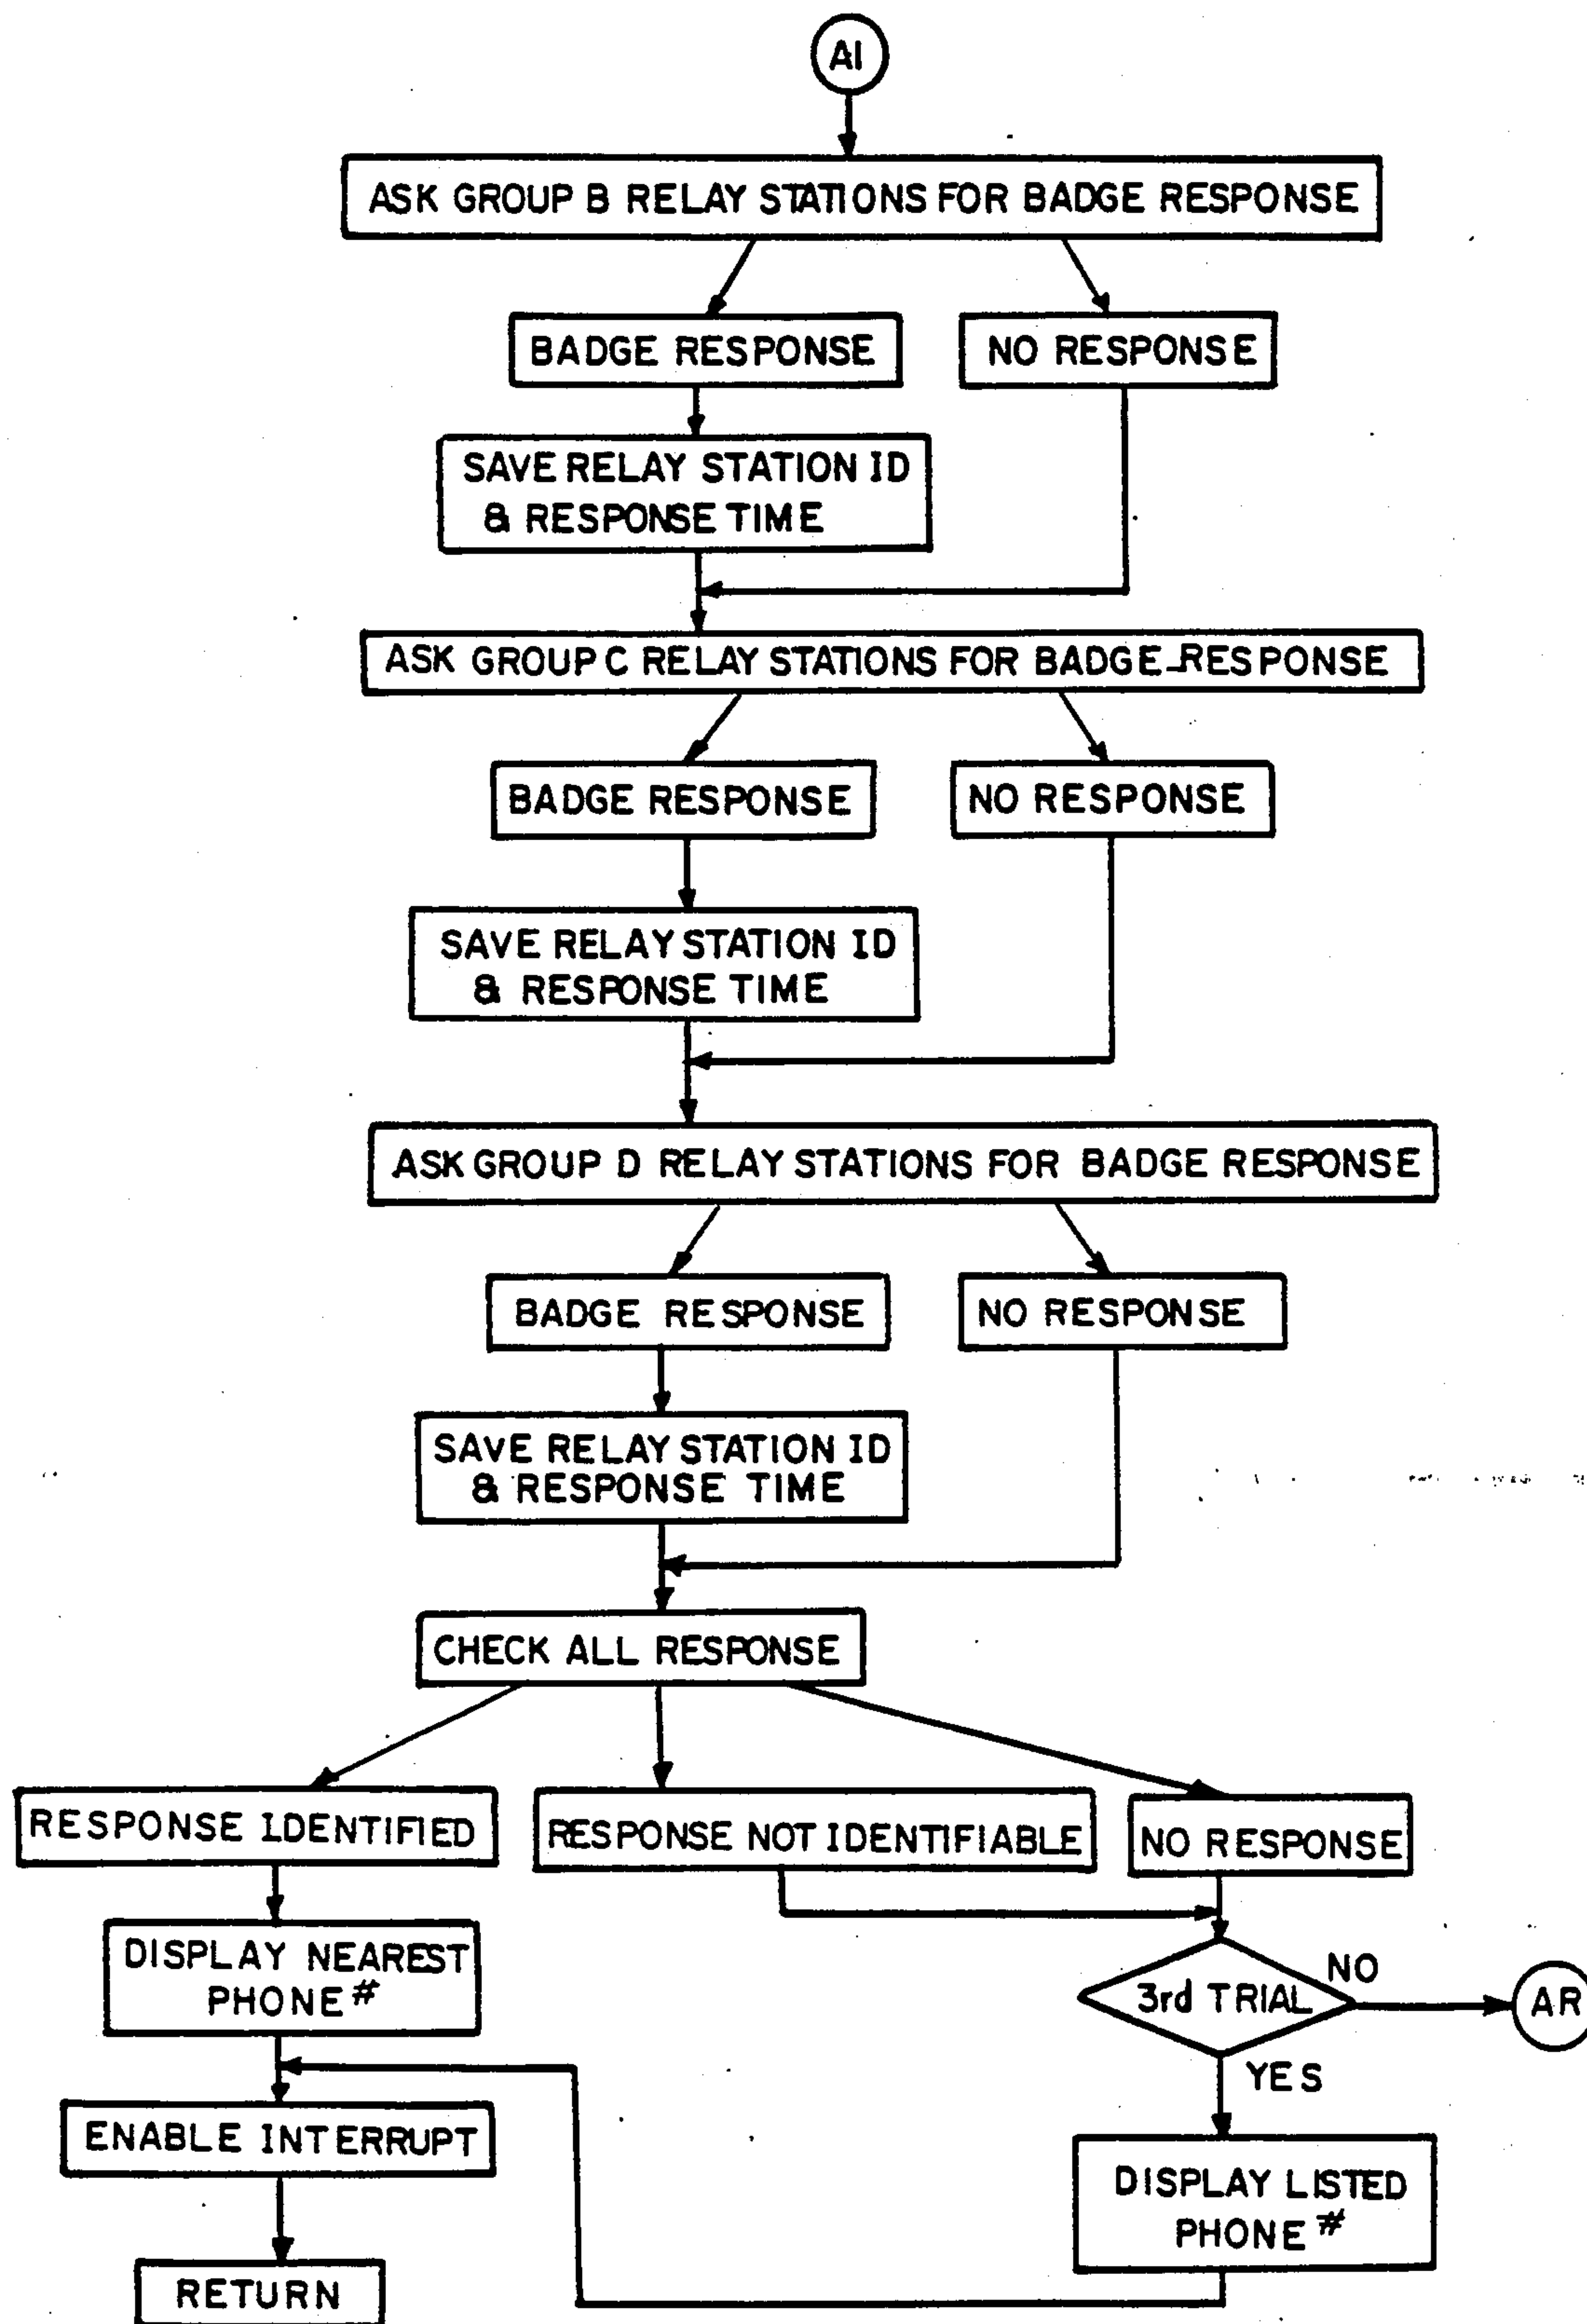 A1
ASK GROUP B RELAY STATIONS FOR BADGE RESPONSE
BADGE RESPONSE
NO RESPONSE
SAVE RELAY STATION ID
& RESPONSE TIME
ASK GROUP C RELAY STATIONS FOR BADGE RESPONSE
BADGE RESPONSE
NO RESPONSE
SAVE RELAY STATION ID
& RESPONSE TIME
ASK GROUP D RELAY STATIONS FOR BADGE RESPONSE
BADGE RESPONSE
NO RESPONSE
SAVE RELAY STATION ID
& RESPONSE TIME
CHECK ALL RESPONSE
RESPONSE IDENTIFIED
RESPONSE NOT IDENTIFIABLE
NO RESPONSE
DISPLAY NEAREST
PHONE #
3rd TRIAL
NO
AR
YES
ENABLE INTERRUPT
DISPLAY LISTED
PHONE #
RETURN